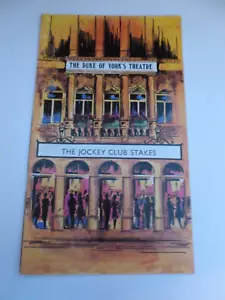 THE DUKE OF YORK'S THEATRE
THE JOCKEY CLUB STAKES